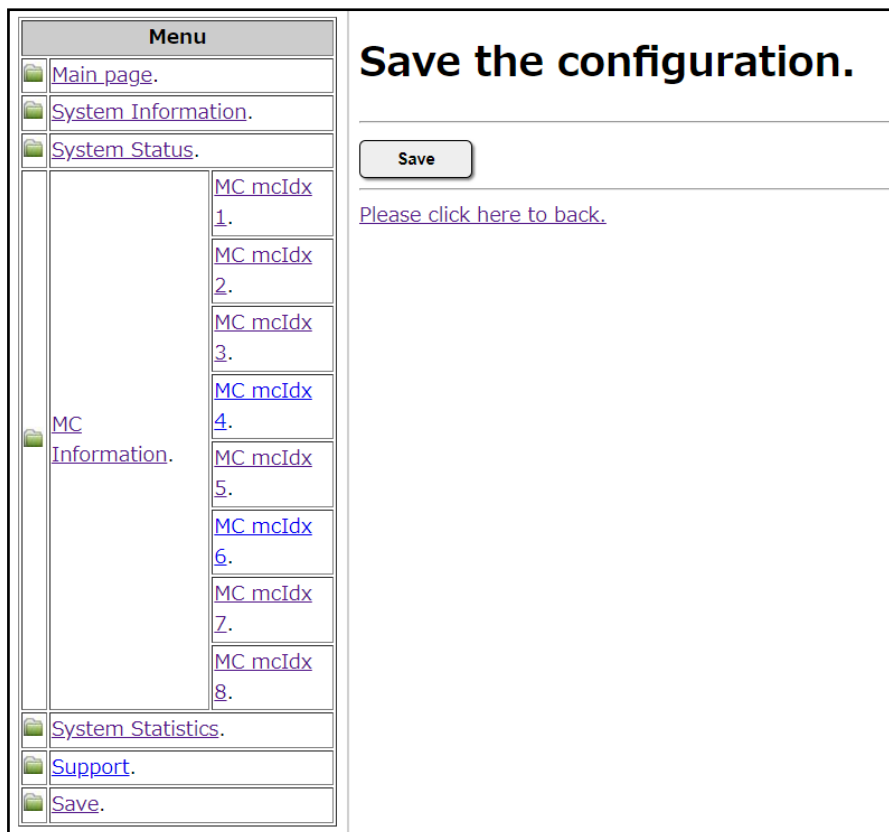 Menu
Main page.
System Information.
System Status.
MC
Information.
MC mcIdx
1.
MC mcIdx
2.
MC mcIdx
3.
MC mcIdx
4.
MC mcIdx
5.
MC mcIdx
6.
MC mcIdx
7.
MC mcIdx
8.
System Statistics.
Support.
Save.
Save the configuration.
Save
Please click here to back.